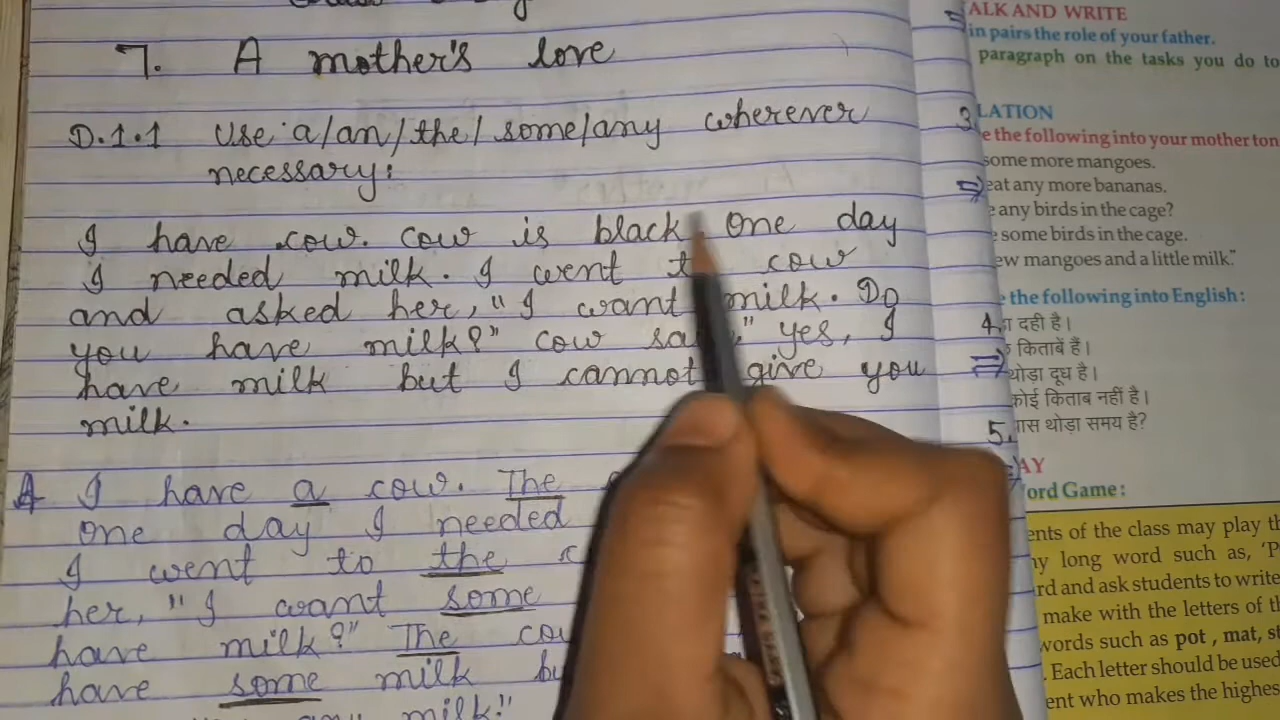 7. A mother's love
D.1.1 Use a/an/the/some/any wherever
necessary:
I have cow. cow is black. One day
I needed milk. I went to cow
and asked her, "I want milk. Do
you have milk?" cow " yes, I
have milk but I cannot give you
milk.
A I have a cow. The
one day I needed
I went to the
her, "I want some
have milk?" The
have some milk
milk."
ALK AND WRITE
in pairs the role of your father.
paragraph on the tasks you do to
3. LATION
e the following into your mother ton
some more mangoes.
eat any more bananas.
e any birds in the cage?
e some birds in the cage.
ew mangoes and a little milk."
the following into English:
4. दही है।
किताबें हैं।
थोड़ा दूध है।
कोई किताब नहीं है।
5. थोड़ा समय है?
AY
ord Game:
ents of the class may play th
ny long word such as, 'P
rd and ask students to write
make with the letters of th
words such as pot , mat, st
. Each letter should be used
ent who makes the highes